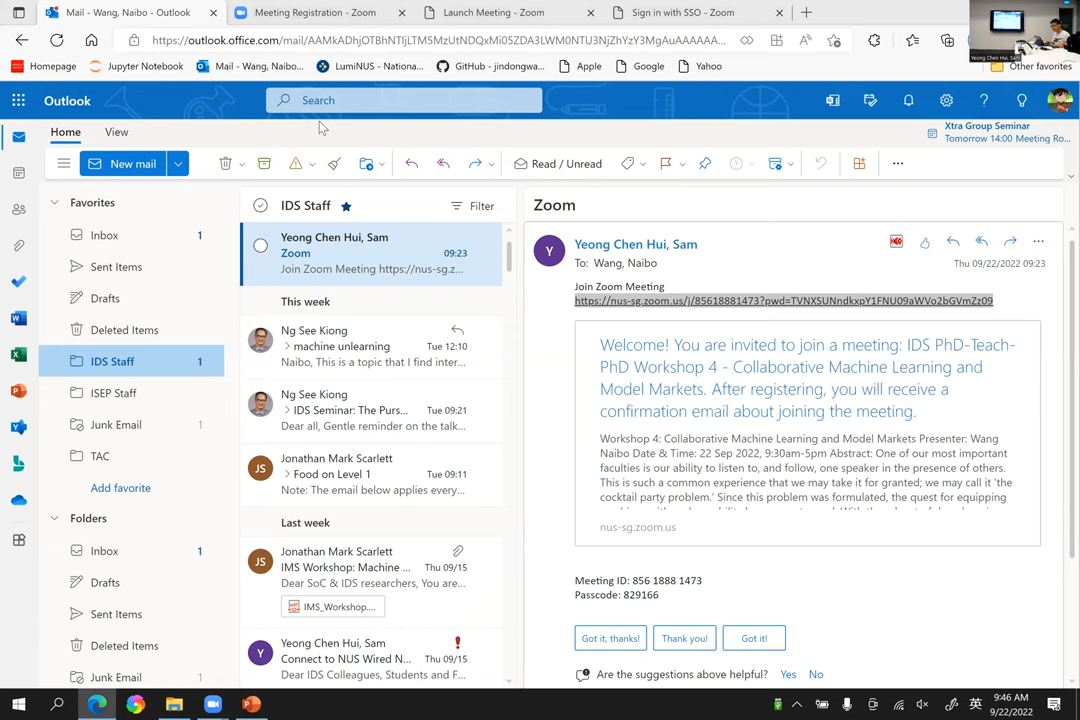 Mail - Wang, Naibo - Outlook
Meeting Registration - Zoom
Launch Meeting - Zoom
Sign in with SSO - Zoom
https://outlook.office.com/mail/AAMkADhjOTBhNTIjLTM5MzUtNDQxMi05ZDA3LWM0NTU3NjZhYzY3MgAuAAAAAA...
Homepage
Jupyter Notebook
Mail - Wang, Naibo...
LumiNUS - Nationa...
GitHub - jindongwa...
Apple
Google
Yahoo
Other favorites
Yeong Chen Hui, Sam
Outlook
Search
Home
View
Xtra Group Seminar
Tomorrow 14:00 Meeting Ro...
New mail
Read / Unread
Favorites
Inbox 1
Sent Items
Drafts
Deleted Items
IDS Staff 1
ISEP Staff
Junk Email 1
TAC
Add favorite
Folders
Inbox 1
Drafts
Sent Items
Deleted Items
Junk Email 1
IDS Staff
Filter
Yeong Chen Hui, Sam
Zoom 09:23
Join Zoom Meeting https://nus-sg.z...
This week
Ng See Kiong
machine unlearning Tue 12:10
Naibo, This is a topic that I find inter...
Ng See Kiong
IDS Seminar: The Purs... Tue 09:21
Dear all, Gentle reminder on the talk...
JS
Jonathan Mark Scarlett
Food on Level 1 Tue 09:11
Note: The email below applies every...
Last week
JS
Jonathan Mark Scarlett
IMS Workshop: Machine ... Thu 09/15
Dear SoC & IDS researchers, You are...
IMS_Workshop....
Y
Yeong Chen Hui, Sam
Connect to NUS Wired N... Thu 09/15
Dear IDS Colleagues, Students and F...
Zoom
Y
Yeong Chen Hui, Sam
To: Wang, Naibo
Thu 09/22/2022 09:23
Join Zoom Meeting
https://nus-sg.zoom.us/j/85618881473?pwd=TVNXSUNndkxpY1FNU09aWVo2bGVmZz09
Welcome! You are invited to join a meeting: IDS PhD-Teach-
PhD Workshop 4 - Collaborative Machine Learning and
Model Markets. After registering, you will receive a
confirmation email about joining the meeting.
Workshop 4: Collaborative Machine Learning and Model Markets Presenter: Wang
Naibo Date & Time: 22 Sep 2022, 9:30am-5pm Abstract: One of our most important
faculties is our ability to listen to, and follow, one speaker in the presence of others.
This is such a common experience that we may take it for granted; we may call it 'the
cocktail party problem.' Since this problem was formulated, the quest for equipping
nus-sg.zoom.us
Meeting ID: 856 1888 1473
Passcode: 829166
Got it, thanks!
Thank you!
Got it!
Are the suggestions above helpful? Yes No
英
9:46 AM
9/22/2022